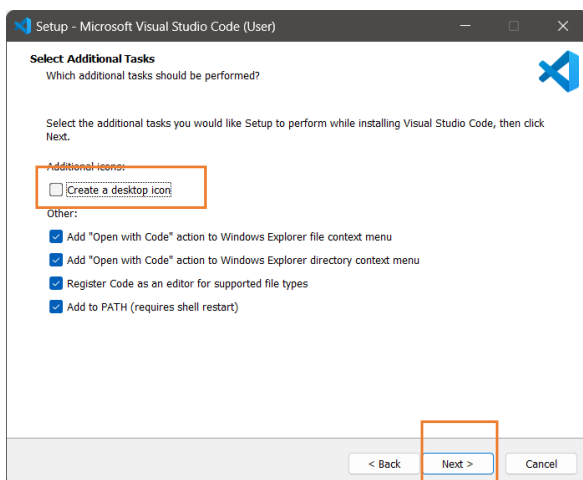 Setup - Microsoft Visual Studio Code (User)
Select Additional Tasks
Which additional tasks should be performed?
Select the additional tasks you would like Setup to perform while installing Visual Studio Code, then click
Next.
Additional icons:
Create a desktop icon
Other:
Add "Open with Code" action to Windows Explorer file context menu
Add "Open with Code" action to Windows Explorer directory context menu
Register Code as an editor for supported file types
Add to PATH (requires shell restart)
< Back
Next >
Cancel